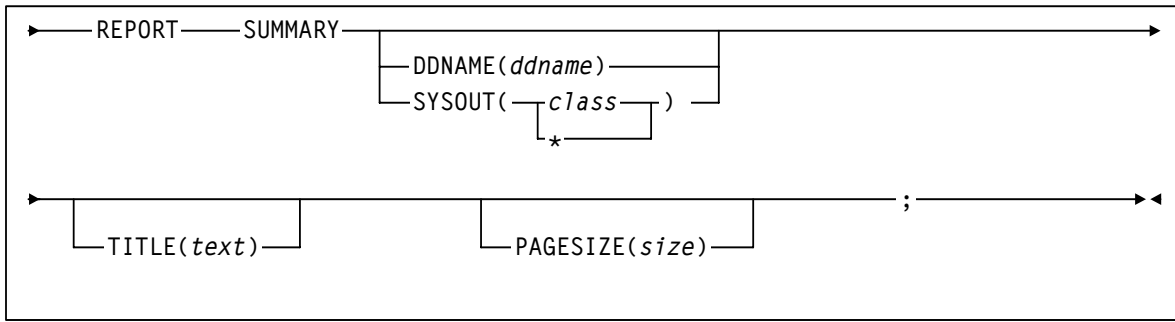 REPORT SUMMARY
DDNAME(ddname)
SYSOUT( class )
*
;
TITLE(text) PAGESIZE(size)